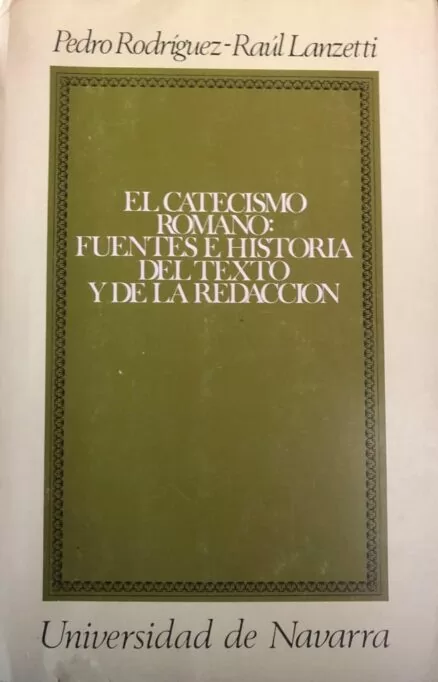 Pedro Rodríguez-Raúl Lanzetti
EL CATECISMO
ROMANO:
FUENTES E HISTORIA
DEL TEXTO
Y DE LA REDACCION
Universidad de Navarra